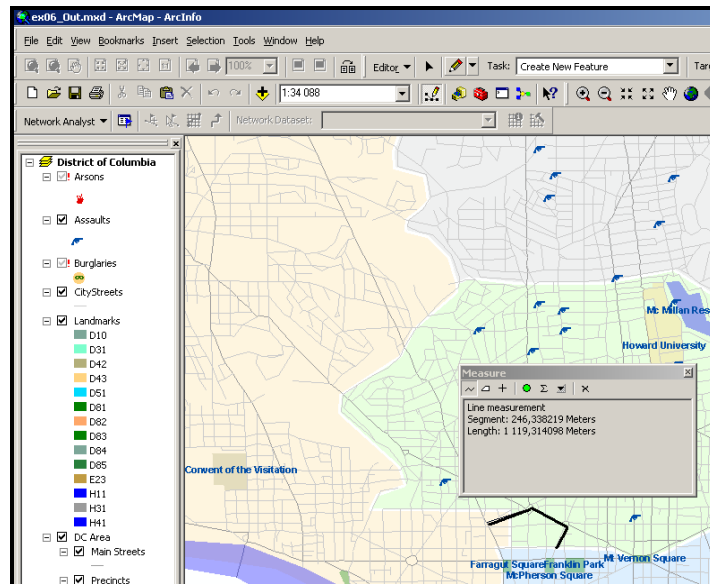 ex06_Out.mxd - ArcMap - ArcInfo
File Edit View Bookmarks Insert Selection Tools Window Help
100% Editor Task: Create New Feature
1:34 088
Network Analyst Network Dataset:
District of Columbia
Arsons
Assaults
Burglaries
CityStreets
Landmarks
D10
D31
D42
D43
D51
D81
D82
D83
D84
D85
E23
H11
H31
H41
DC Area
Main Streets
Precincts
Mc Millan Res
Howard University
Measure
Line measurement
Segment: 246,338219 Meters
Length: 1 119,314098 Meters
Convent of the Visitation
Farragut Square
Franklin Park
Mt Vernon Square
McPherson Square